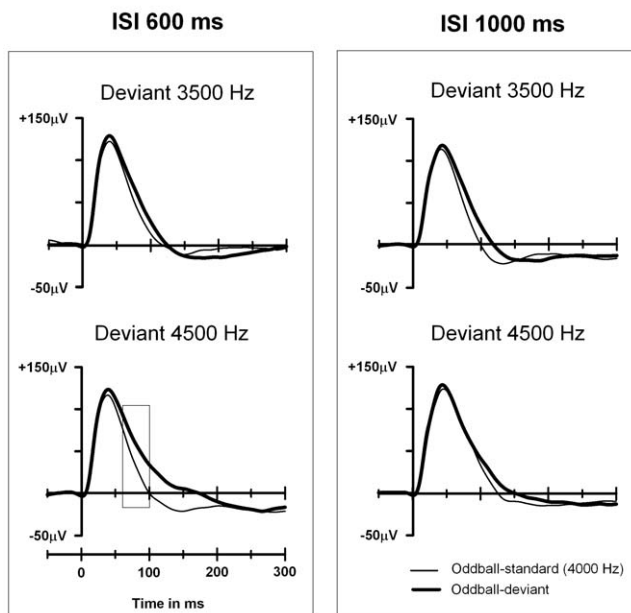 ISI 600 ms
ISI 1000 ms
Deviant 3500 Hz
+150μV
-50μV
Deviant 3500 Hz
+150μV
-50μV
Deviant 4500 Hz
+150μV
-50μV
0 100 200 300
Time in ms
Deviant 4500 Hz
+150μV
-50μV
Oddball-standard (4000 Hz)
Oddball-deviant